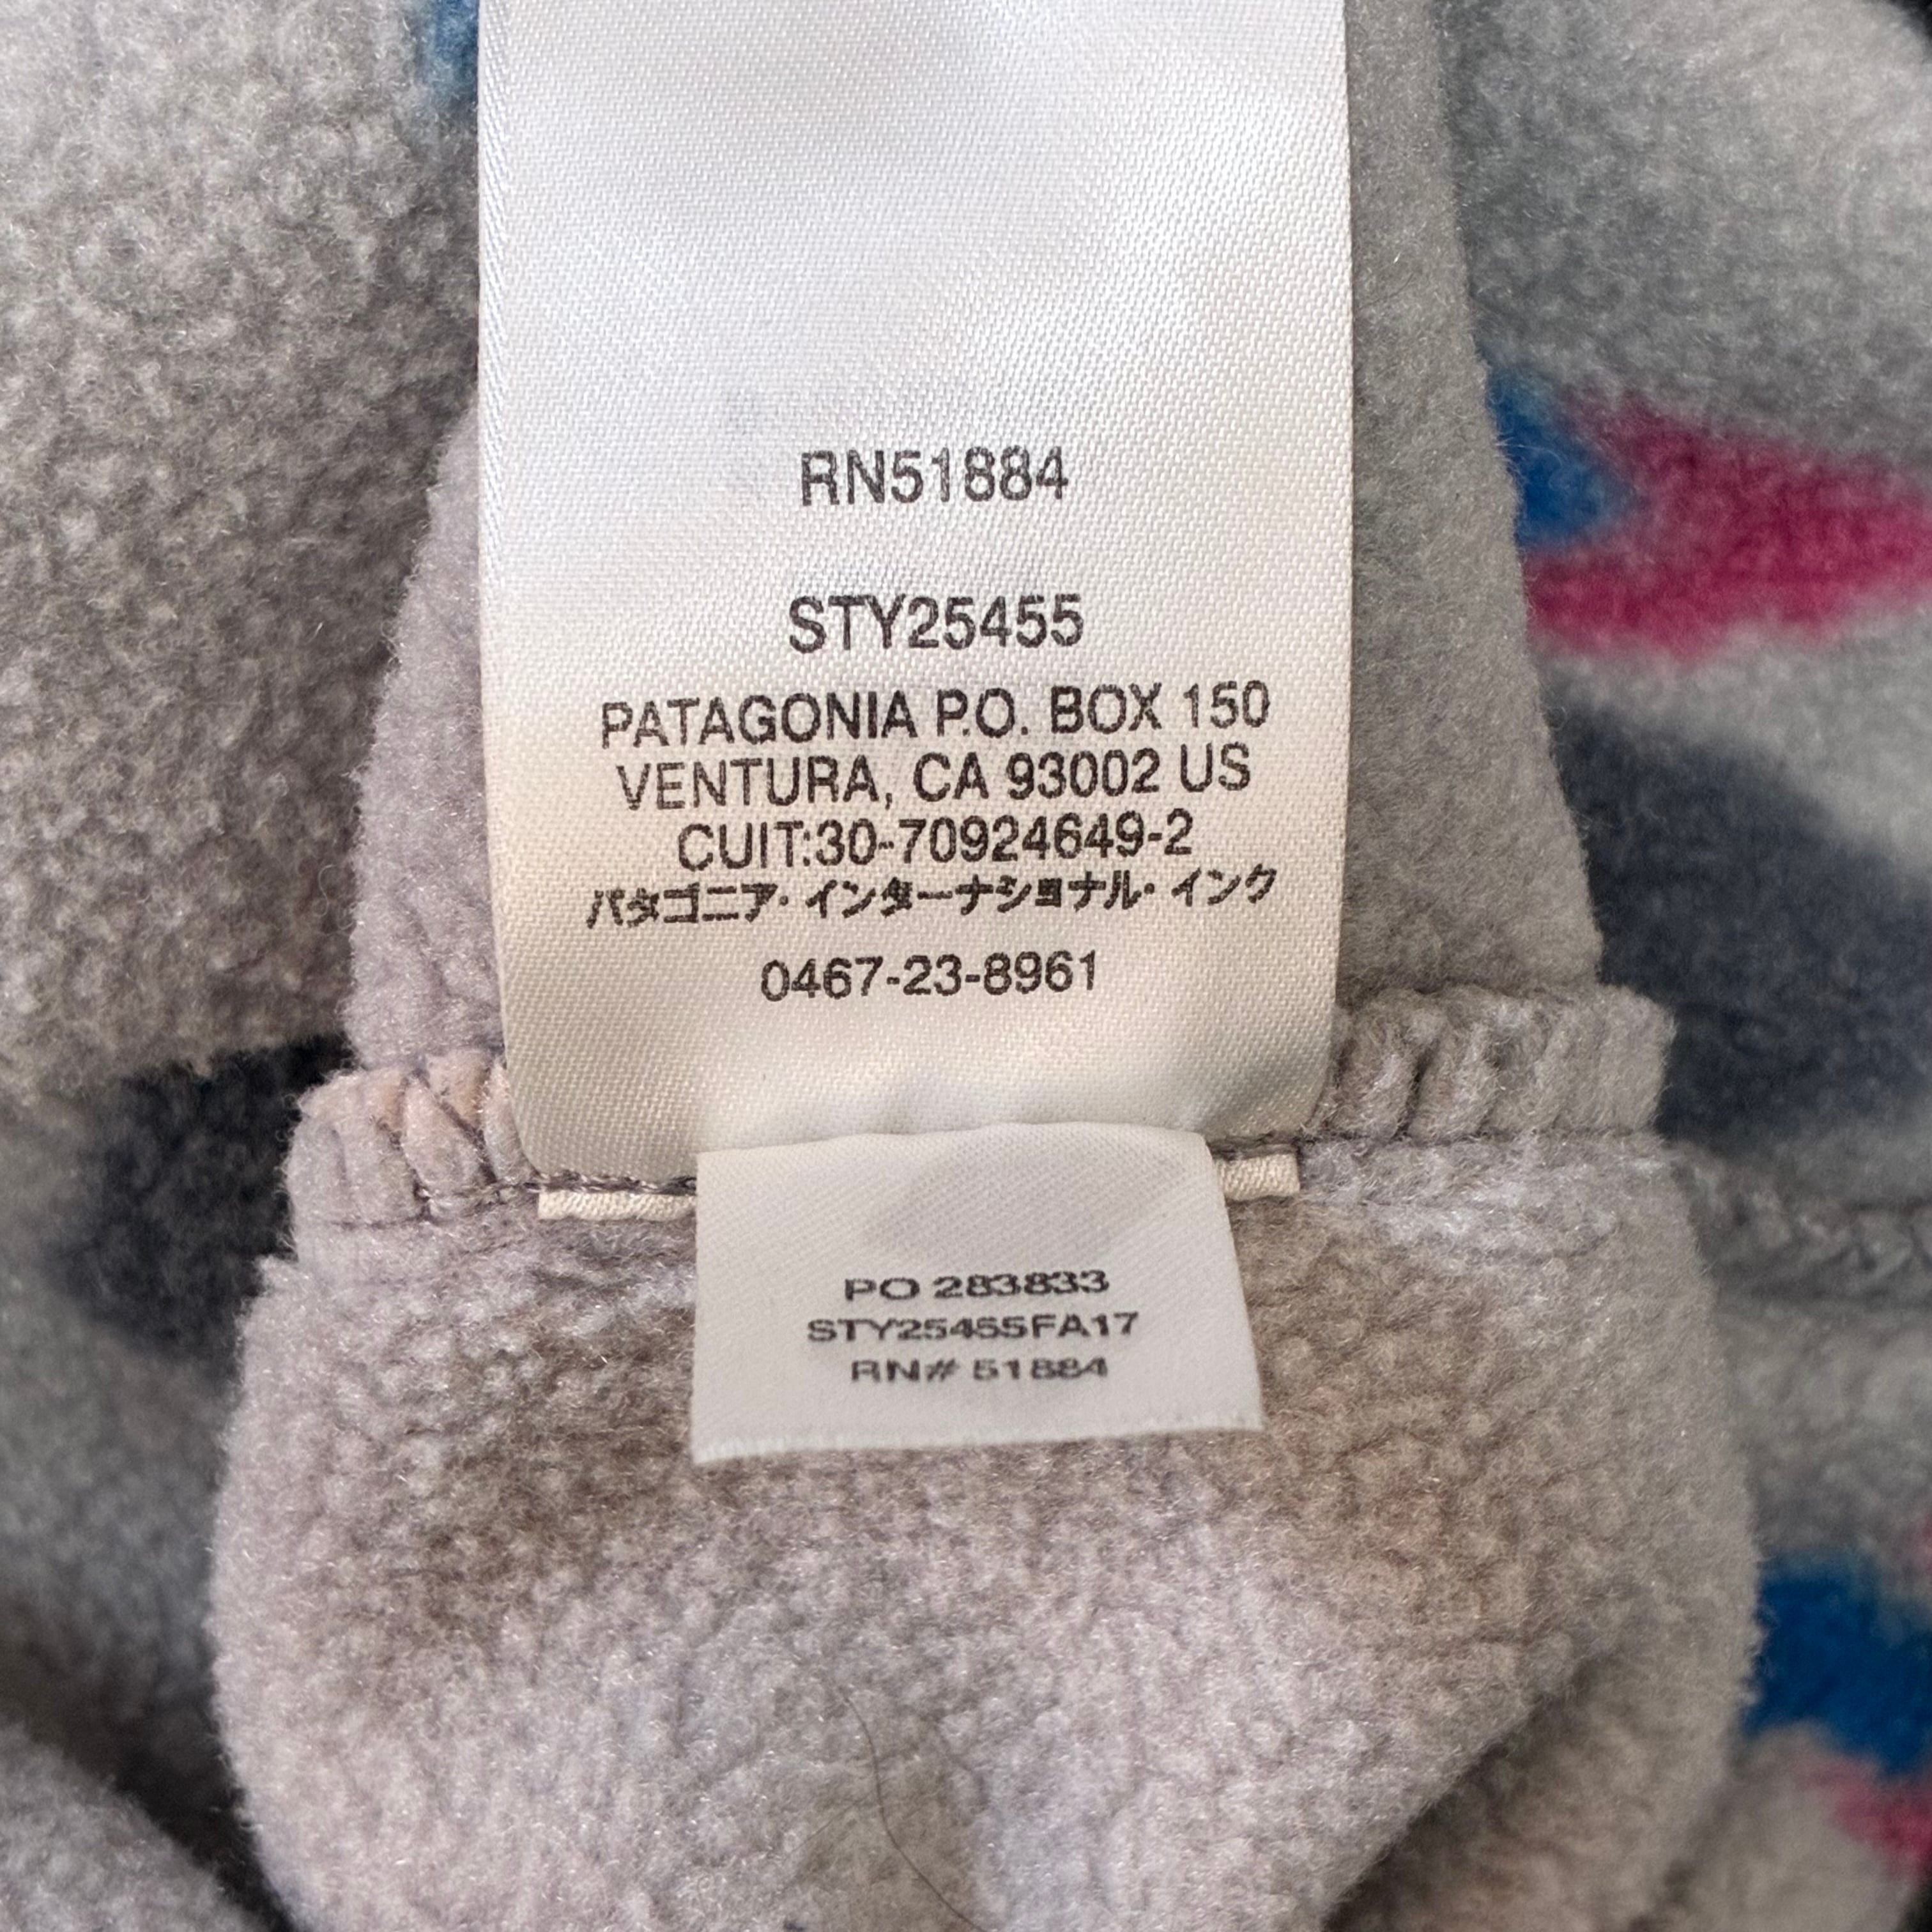 RN51884
STY25455
PATAGONIA P.O. BOX 150
VENTURA, CA 93002 US
CUIT:30-70924649-2
パタゴニア・インターナショナル・インク
0467-23-8961
PO 283833
STY25455FA17
RN# 51884